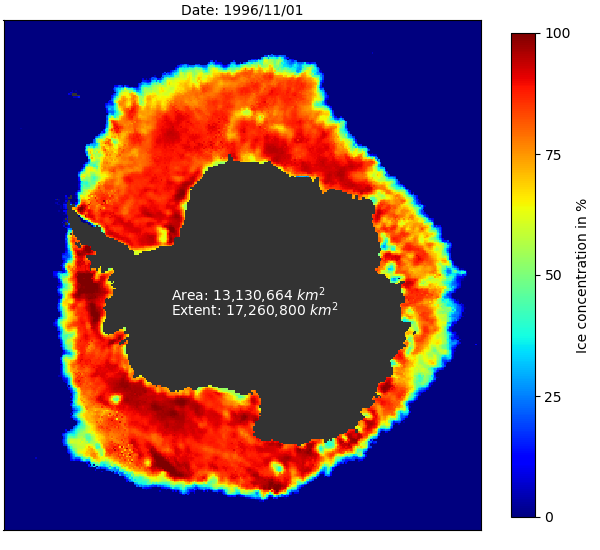 Date: 1996/11/01
Area: 13,130,664 km²
Extent: 17,260,800 km²
100
75
50
25
0
Ice concentration in %